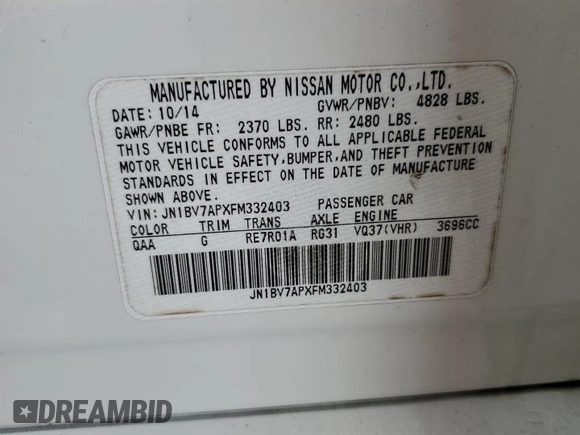 MANUFACTURED BY NISSAN MOTOR CO.,LTD.
DATE: 10/14 GVWR/PNBV: 4828 LBS.
GAWR/PNBE FR: 2370 LBS. RR: 2480 LBS.
THIS VEHICLE CONFORMS TO ALL APPLICABLE FEDERAL
MOTOR VEHICLE SAFETY, BUMPER, AND THEFT PREVENTION
STANDARDS IN EFFECT ON THE DATE OF MANUFACTURE
SHOWN ABOVE.
VIN: JN1BV7APXFM332403 PASSENGER CAR
COLOR TRIM TRANS AXLE ENGINE
QAA G RE7R01A RG31 VQ37(VHR) 3696CC
JN1BV7APXFM332403
DREAMBID